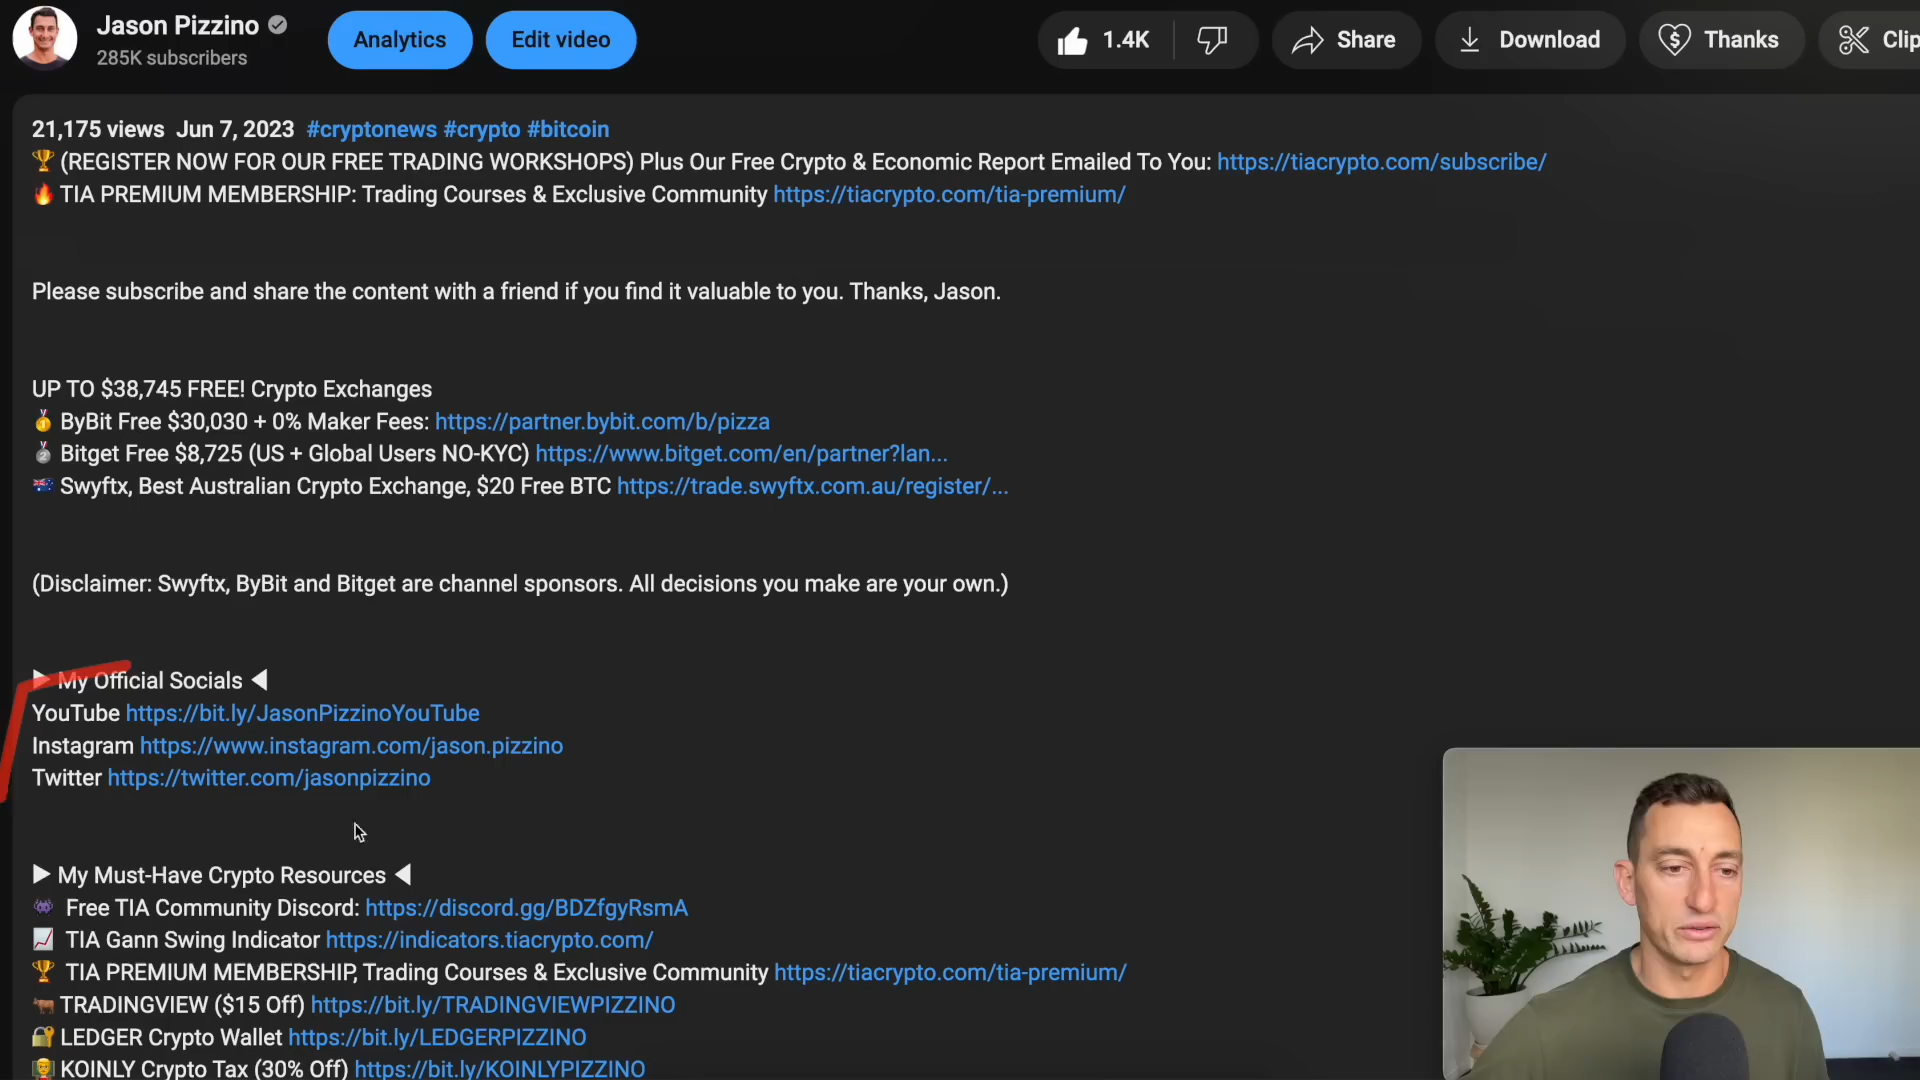 Jason Pizzino
285K subscribers
Analytics
Edit video
1.4K
Share
Download
Thanks
Clip
21,175 views Jun 7, 2023 #cryptonews #crypto #bitcoin
🏆 (REGISTER NOW FOR OUR FREE TRADING WORKSHOPS) Plus Our Free Crypto & Economic Report Emailed To You: https://tiacrypto.com/subscribe/
🔥 TIA PREMIUM MEMBERSHIP: Trading Courses & Exclusive Community https://tiacrypto.com/tia-premium/
Please subscribe and share the content with a friend if you find it valuable to you. Thanks, Jason.
UP TO $38,745 FREE! Crypto Exchanges
🥇 ByBit Free $30,030 + 0% Maker Fees: https://partner.bybit.com/b/pizza
🥈 Bitget Free $8,725 (US + Global Users NO-KYC) https://www.bitget.com/en/partner?lan...
🇦🇺 Swyftx, Best Australian Crypto Exchange, $20 Free BTC https://trade.swyftx.com.au/register/...
(Disclaimer: Swyftx, ByBit and Bitget are channel sponsors. All decisions you make are your own.)
▶ My Official Socials ◀
YouTube https://bit.ly/JasonPizzinoYouTube
Instagram https://www.instagram.com/jason.pizzino
Twitter https://twitter.com/jasonpizzino
▶ My Must-Have Crypto Resources ◀
👾 Free TIA Community Discord: https://discord.gg/BDZfgyRsmA
📈 TIA Gann Swing Indicator https://indicators.tiacrypto.com/
🏆 TIA PREMIUM MEMBERSHIP, Trading Courses & Exclusive Community https://tiacrypto.com/tia-premium/
🐂 TRADINGVIEW ($15 Off) https://bit.ly/TRADINGVIEWPIZZINO
🔐 LEDGER Crypto Wallet https://bit.ly/LEDGERPIZZINO
👨‍🏫 KOINLY Crypto Tax (30% Off) https://bit.ly/KOINLYPIZZINO